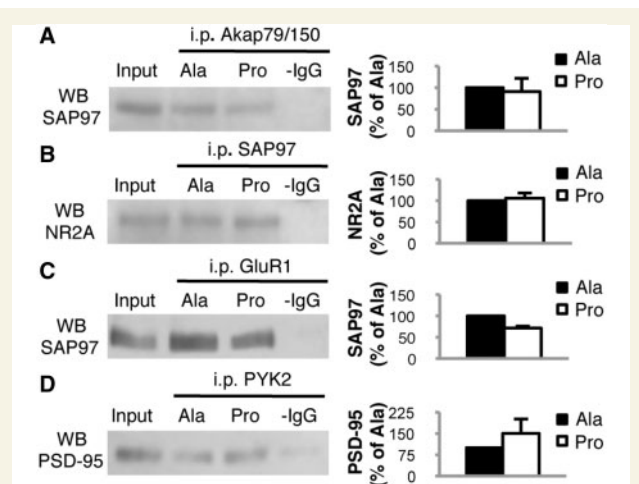 A
i.p. Akap79/150
Input Ala Pro -IgG
WB
SAP97
SAP97
(% of Ala)
150
100
50
0
Ala
Pro
B
i.p. SAP97
Input Ala Pro -IgG
WB
NR2A
NR2A
(% of Ala)
150
100
50
0
Ala
Pro
C
i.p. GluR1
Input Ala Pro -IgG
WB
SAP97
SAP97
(% of Ala)
150
100
50
0
Ala
Pro
D
i.p. PYK2
Input Ala Pro -IgG
WB
PSD-95
PSD-95
(% of Ala)
225
150
75
0
Ala
Pro